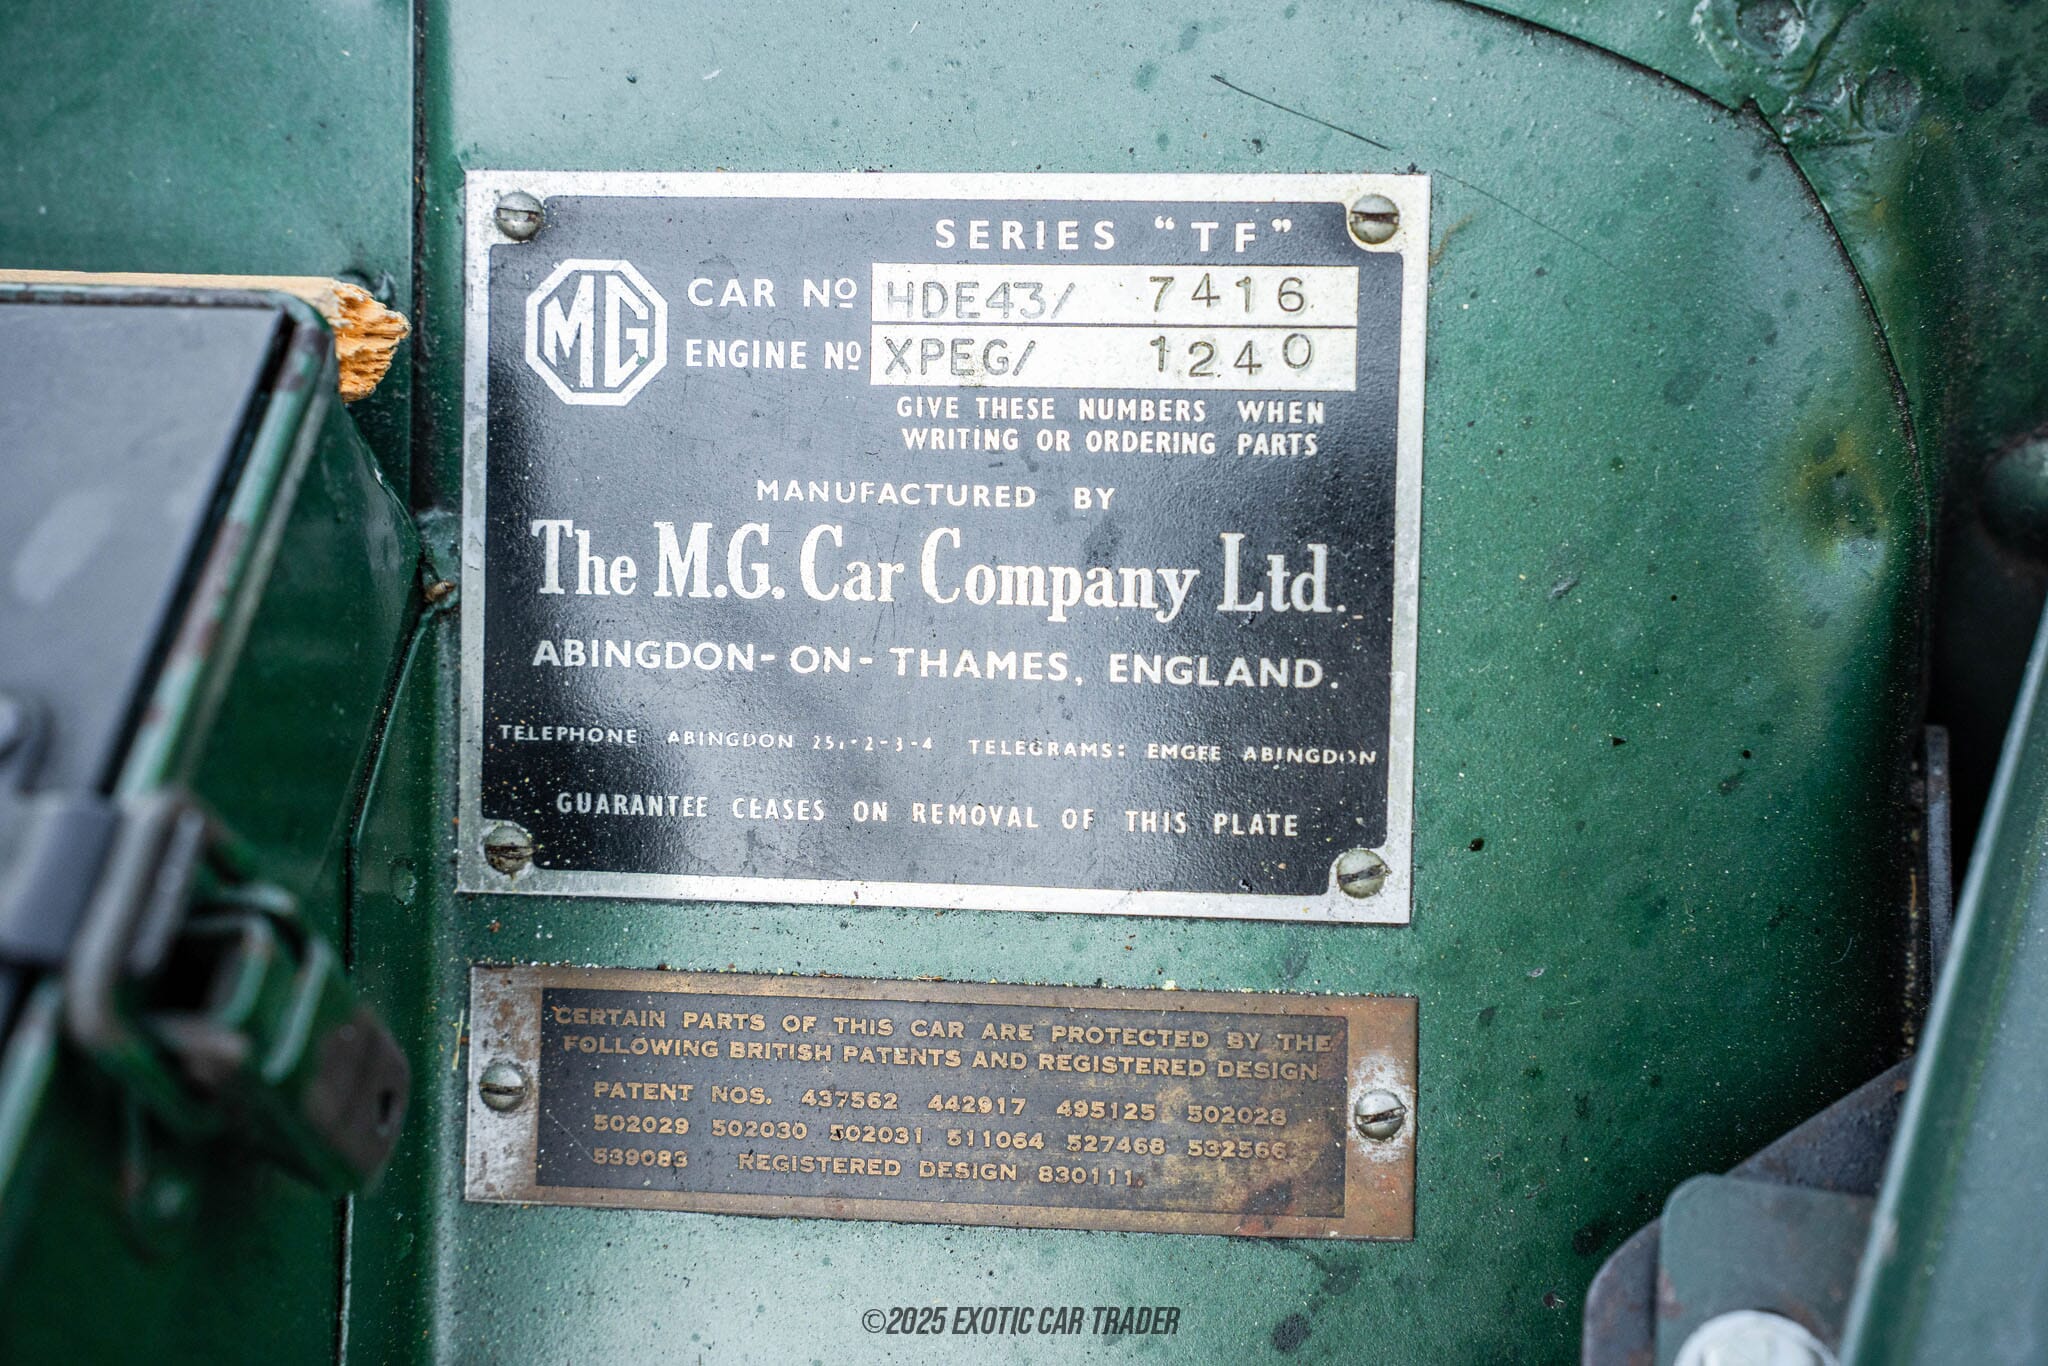 SERIES "TF"
MG
CAR Nº HDE43/ 7416
ENGINE Nº XPEG/ 1240
GIVE THESE NUMBERS WHEN
WRITING OR ORDERING PARTS
MANUFACTURED BY
The M.G. Car Company Ltd.
ABINGDON-ON-THAMES, ENGLAND.
TELEPHONE ABINGDON 251-2-3-4 TELEGRAMS: EMGEE ABINGDON
GUARANTEE CEASES ON REMOVAL OF THIS PLATE
CERTAIN PARTS OF THIS CAR ARE PROTECTED BY THE
FOLLOWING BRITISH PATENTS AND REGISTERED DESIGN
PATENT NOS. 437562 442917 495125 502028
502029 502030 502031 511064 527468 532566
539083 REGISTERED DESIGN 830111.
©2025 EXOTIC CAR TRADER